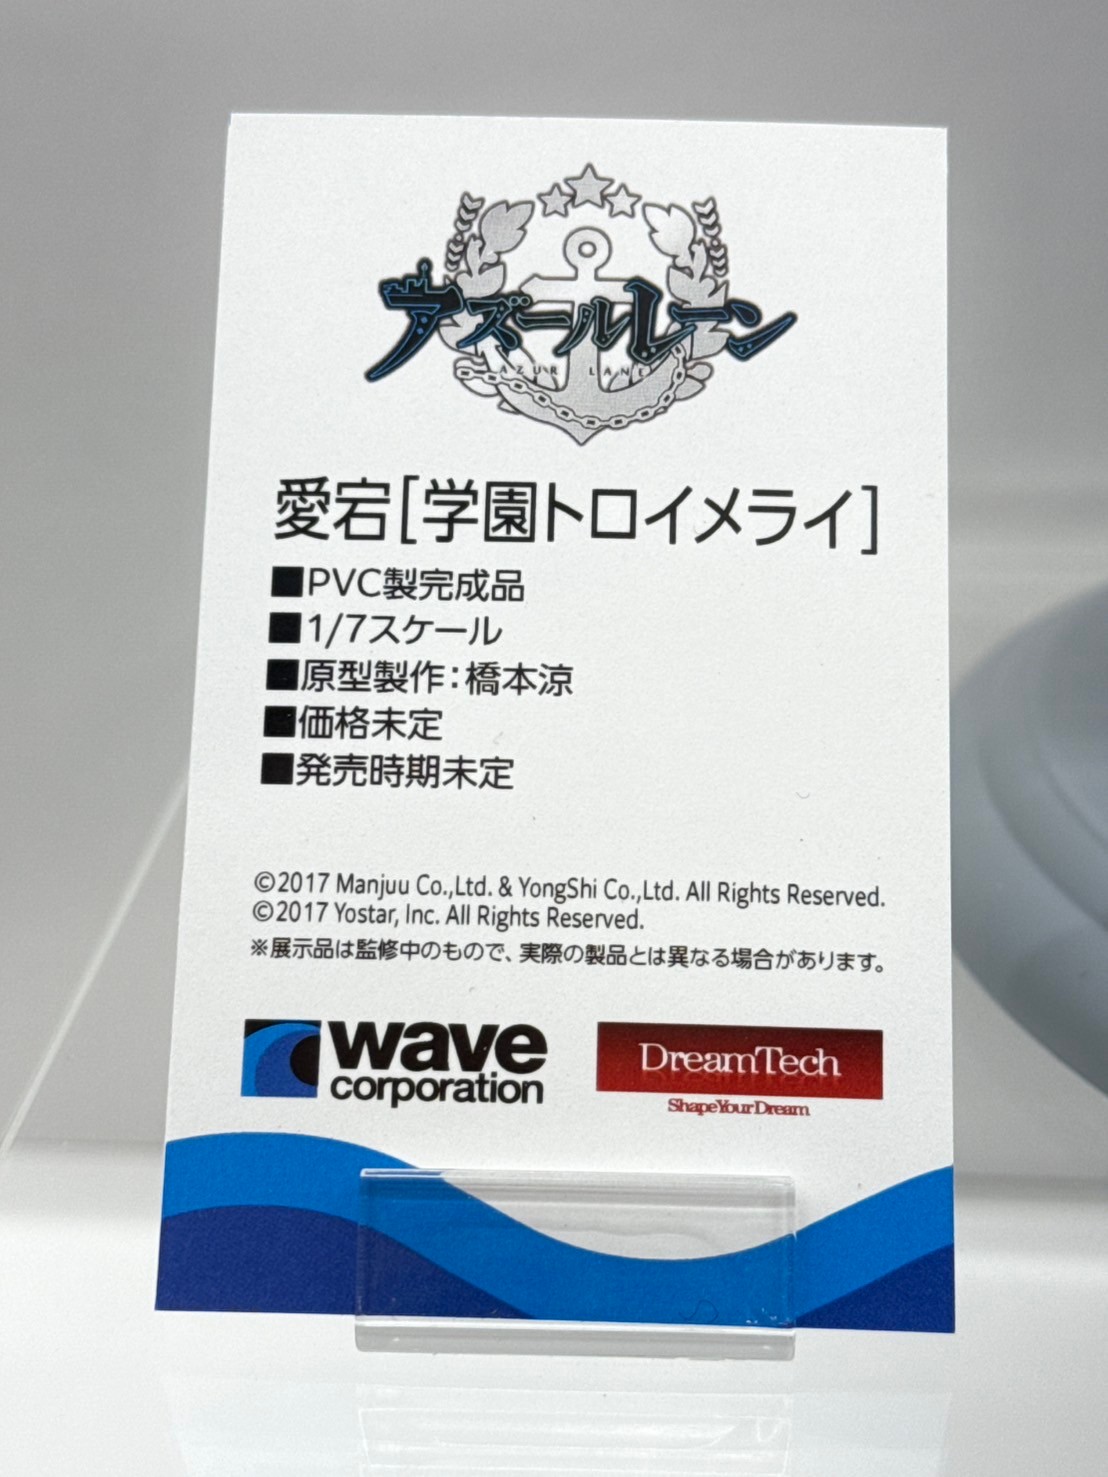 アズールレーン
AZUR LANE
愛宕[学園トロイメライ]
■PVC製完成品
■1/7スケール
■原型製作：橋本涼
■価格未定
■発売時期未定
©2017 Manjuu Co.,Ltd. & YongShi Co.,Ltd. All Rights Reserved.
©2017 Yostar, Inc. All Rights Reserved.
※展示品は監修中のもので、実際の製品とは異なる場合があります。
wave
corporation
DreamTech
ShapeYourDream